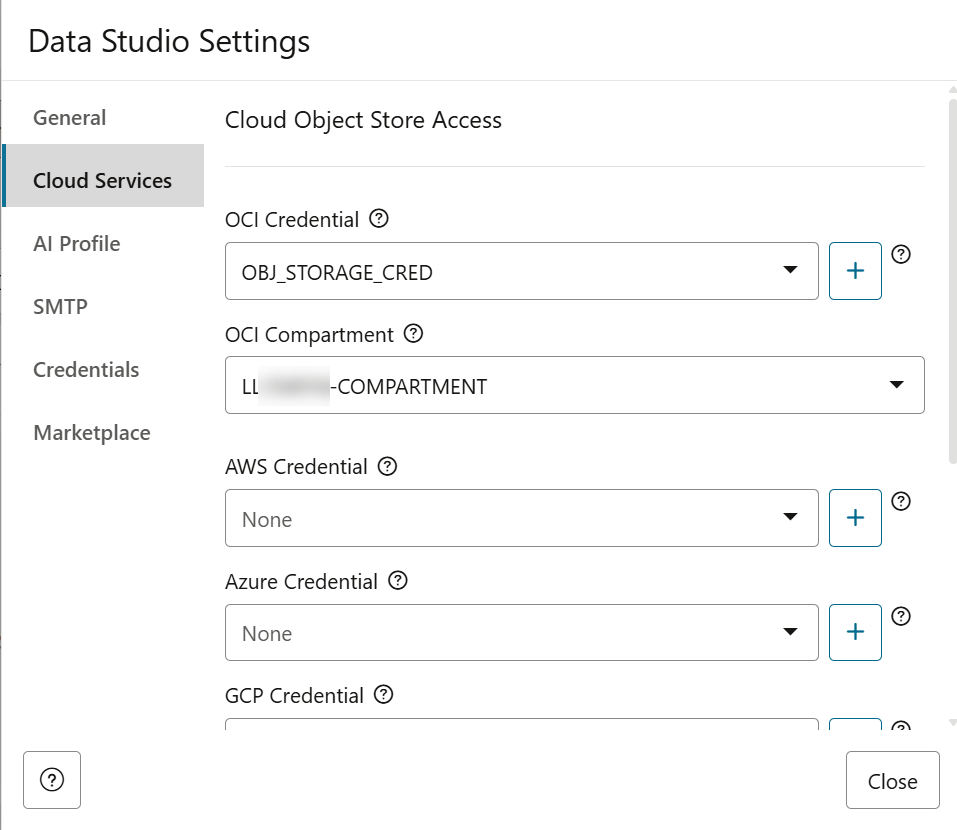 Data Studio Settings
General
Cloud Services
AI Profile
SMTP
Credentials
Marketplace
Cloud Object Store Access
OCI Credential
OBJ_STORAGE_CRED
OCI Compartment
LL -COMPARTMENT
AWS Credential
None
Azure Credential
None
GCP Credential
Close